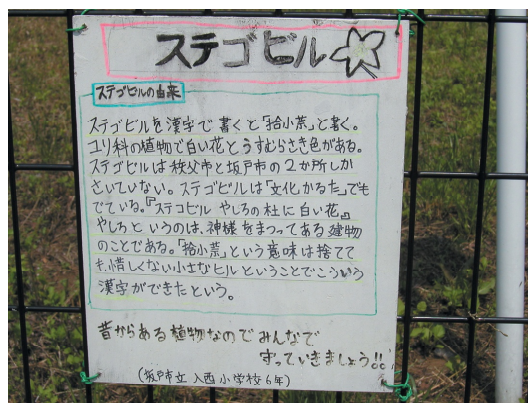 ステゴビル
ステゴビルの由来
ステゴビルを漢字で書くと「拾小蒜」と書く。
ユリ科の植物で白い花とうすむらさき色がある。
ステゴビルは秩父市と坂戸市の2か所しか
さいていない。ステゴビルは「文化かるた」でも
でている。『ステコビル やしろの杜に白い花』
やしろというのは、神様をまつってある建物
のことである。「拾小蒜」という意味は捨てて
も惜しくない小さなヒルということでこういう
漢字ができたという。
昔からある植物なのでみんなで
守っていきましょう!!
(坂戸市立入西小学校6年)